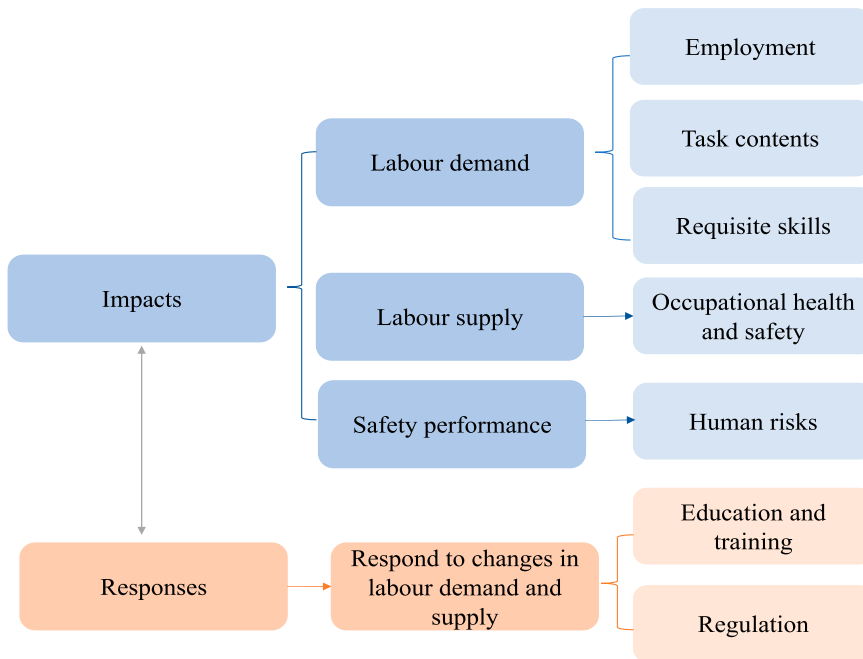 Employment
Task contents
Labour demand
Requisite skills
Impacts
Labour supply
Occupational health
and safety
Safety performance
Human risks
Education and
training
Responses
Respond to changes in
labour demand and
supply
Regulation